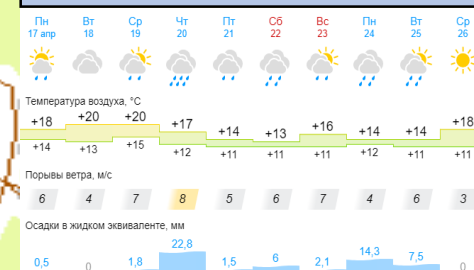 Пн Вт Ср Чт Пт Сб Вс Пн Вт Ср
17 апр 18 19 20 21 22 23 24 25 26
Температура воздуха, °C
+18 +20 +20 +17 +14 +13 +16 +14 +14 +18
+14 +13 +15 +12 +11 +11 +11 +12 +11 +11
Порывы ветра, м/с
6 4 7 8 5 6 7 4 6 3
Осадки в жидком эквиваленте, мм
0,5 0 1,8 22,8 1,5 6 2,1 14,3 7,5 0